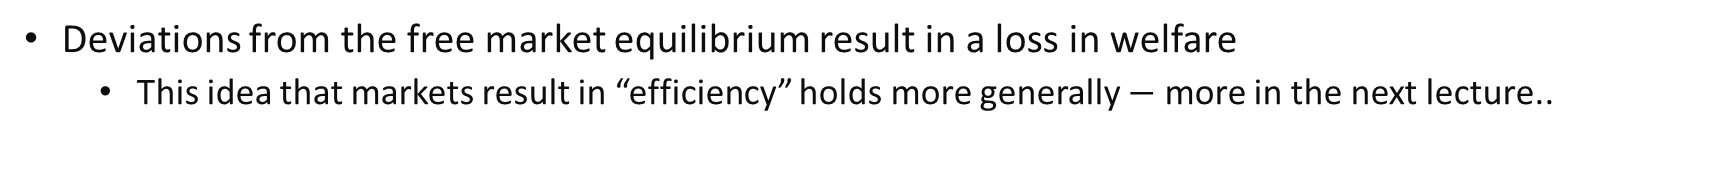 • Deviations from the free market equilibrium result in a loss in welfare
• This idea that markets result in “efficiency” holds more generally – more in the next lecture..